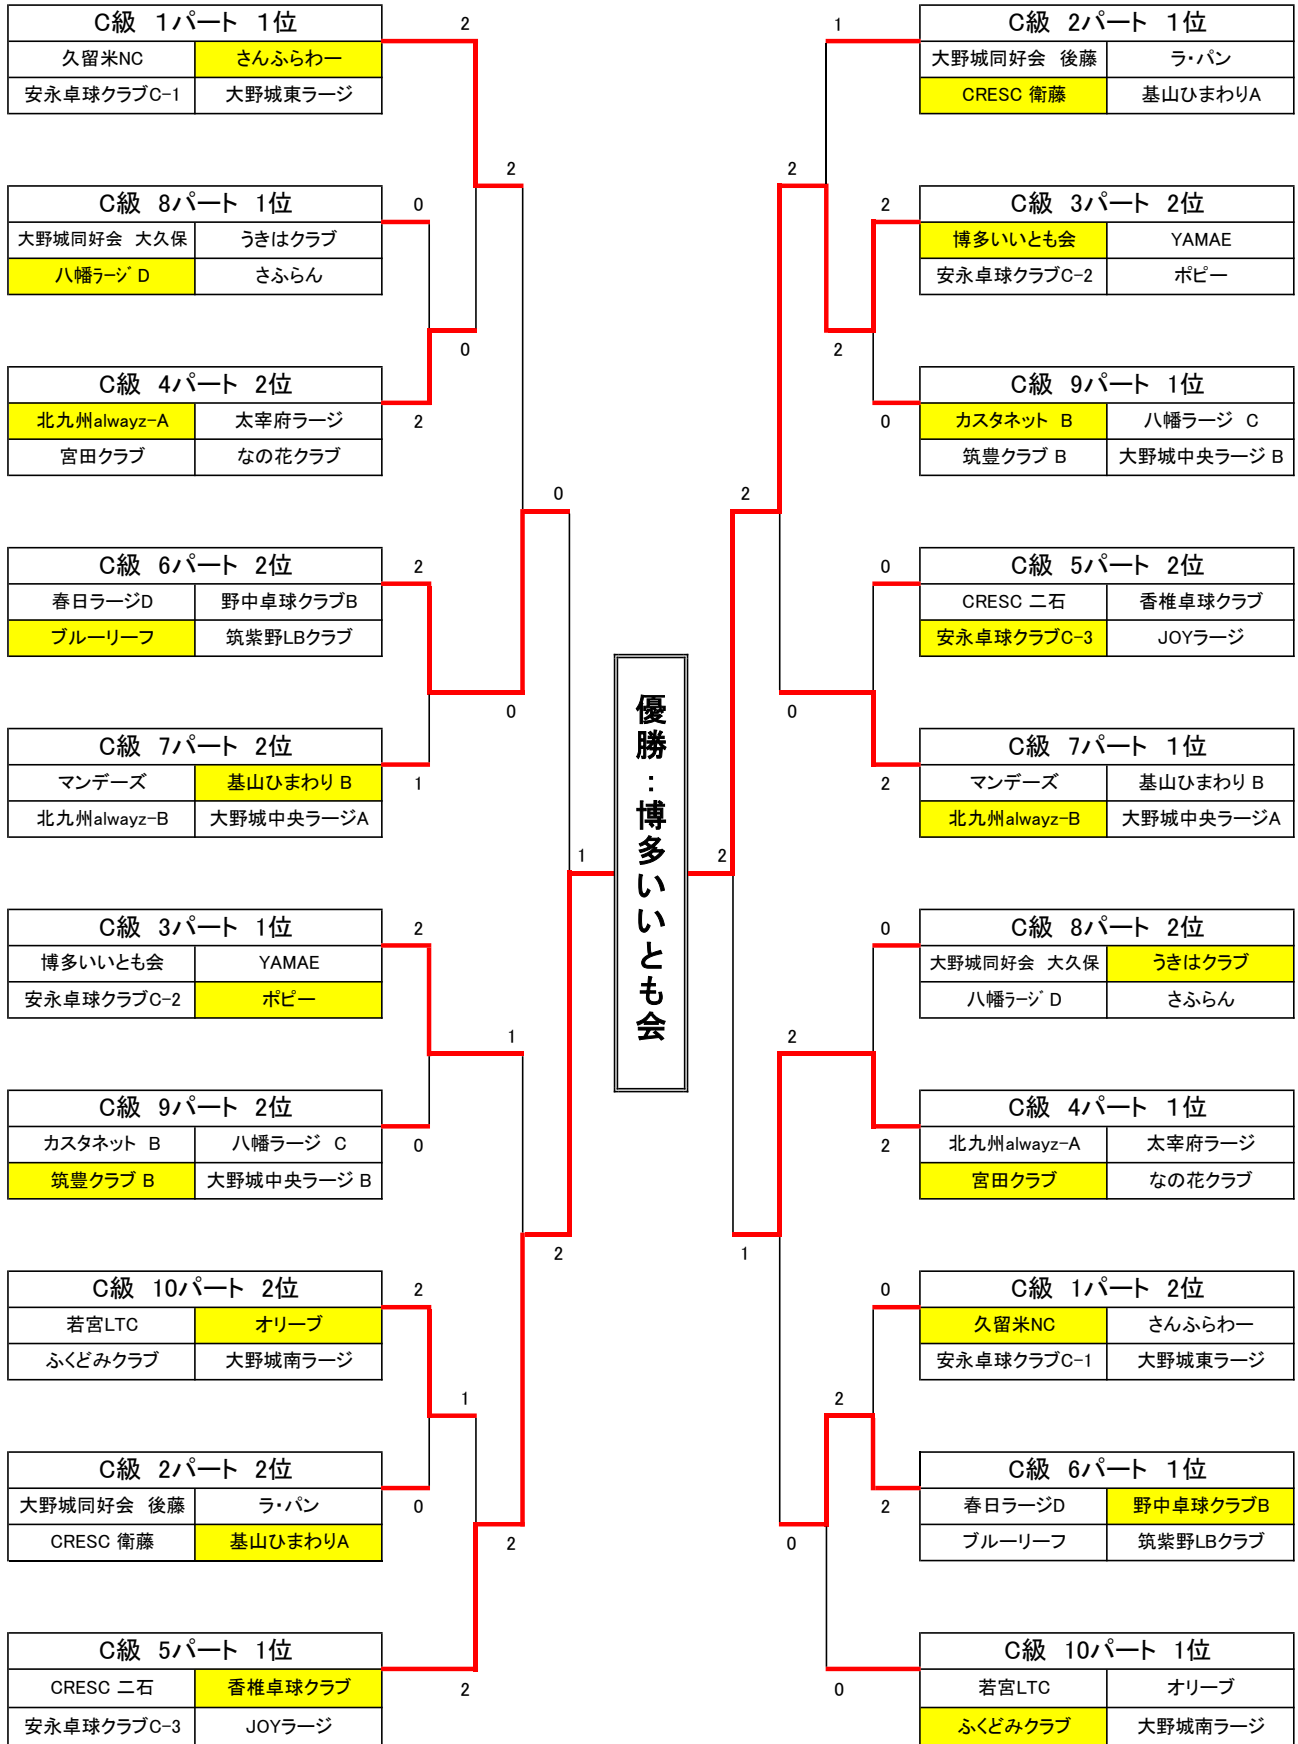 C級 1パート 1位
久留米NC さんふらわー
安永卓球クラブC-1 大野城東ラージ
2
2
C級 8パート 1位
大野城同好会 大久保 うきはクラブ
八幡ラージD さふらん
0
0
C級 4パート 2位
北九州alwayz-A 太宰府ラージ
宮田クラブ なの花クラブ
2
0
C級 6パート 2位
春日ラージD 野中卓球クラブB
ブルーリーフ 筑紫野LBクラブ
2
0
C級 7パート 2位
マンデーズ 基山ひまわり B
北九州alwayz-B 大野城中央ラージA
1
1
C級 3パート 1位
博多いいとも会 YAMAE
安永卓球クラブC-2 ポピー
2
1
C級 9パート 2位
カスタネット B 八幡ラージ C
筑豊クラブ B 大野城中央ラージ B
0
2
C級 10パート 2位
若宮LTC オリーブ
ふくどみクラブ 大野城南ラージ
2
1
C級 2パート 2位
大野城同好会 後藤 ラ・パン
CRESC 衛藤 基山ひまわりA
0
2
C級 5パート 1位
CRESC 二石 香椎卓球クラブ
安永卓球クラブC-3 JOYラージ
2
優勝:博多いいとも会
1
C級 2パート 1位
大野城同好会 後藤 ラ・パン
CRESC 衛藤 基山ひまわりA
2
2
C級 3パート 2位
博多いいとも会 YAMAE
安永卓球クラブC-2 ポピー
2
C級 9パート 1位
カスタネット B 八幡ラージ C
筑豊クラブ B 大野城中央ラージ B
0
2
0
C級 5パート 2位
CRESC 二石 香椎卓球クラブ
安永卓球クラブC-3 JOYラージ
0
C級 7パート 1位
マンデーズ 基山ひまわり B
北九州alwayz-B 大野城中央ラージA
2
2
0
C級 8パート 2位
大野城同好会 大久保 うきはクラブ
八幡ラージD さふらん
2
C級 4パート 1位
北九州alwayz-A 太宰府ラージ
宮田クラブ なの花クラブ
2
1
0
C級 1パート 2位
久留米NC さんふらわー
安永卓球クラブC-1 大野城東ラージ
2
C級 6パート 1位
春日ラージD 野中卓球クラブB
ブルーリーフ 筑紫野LBクラブ
2
0
C級 10パート 1位
若宮LTC オリーブ
ふくどみクラブ 大野城南ラージ
0